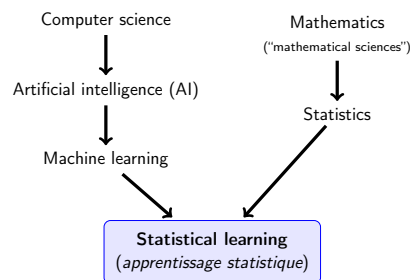 Computer science
Mathematics
(“mathematical sciences”)
Artificial intelligence (AI)
Statistics
Machine learning
Statistical learning
(apprentissage statistique)